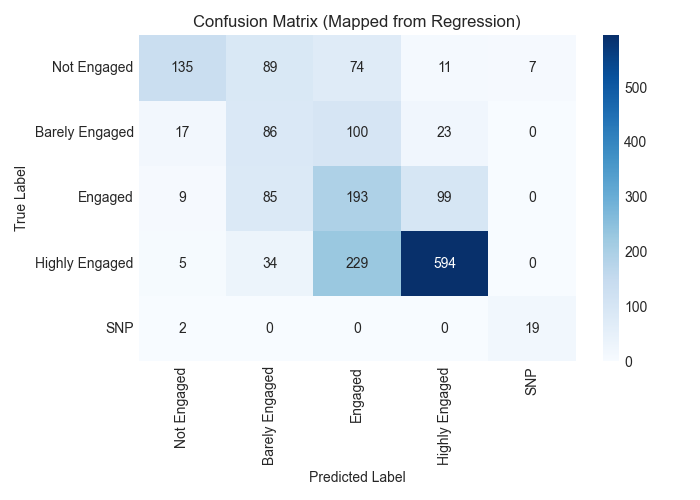 Confusion Matrix (Mapped from Regression)
Not Engaged 135 89 74 11 7
Barely Engaged 17 86 100 23 0
Engaged 9 85 193 99 0
Highly Engaged 5 34 229 594 0
SNP 2 0 0 0 19
True Label
Not Engaged
Barely Engaged
Engaged
Highly Engaged
SNP
Predicted Label
500
400
300
200
100
0